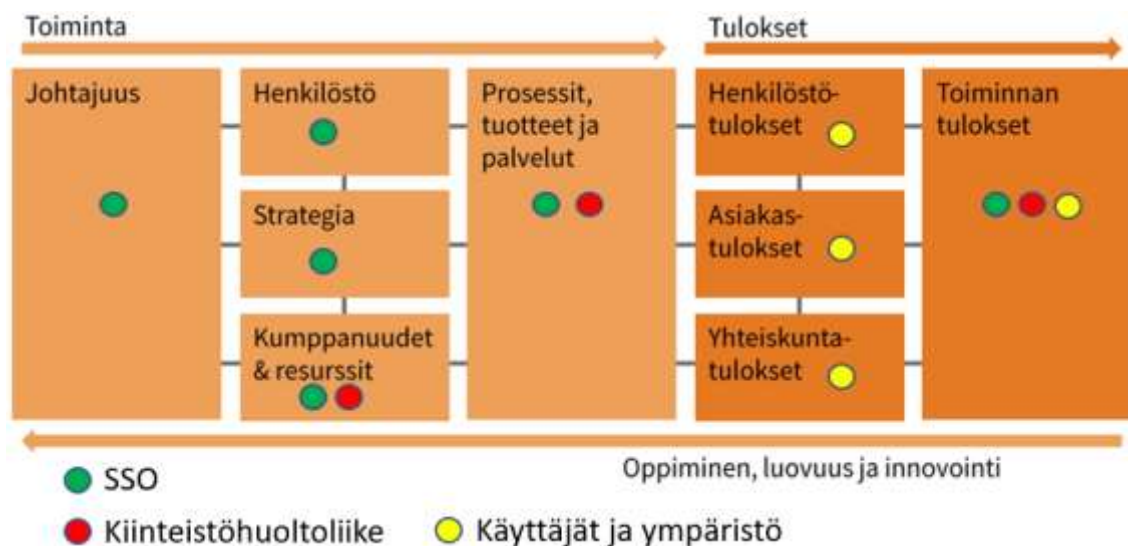 Toiminta
Tulokset
Johtajuus
Henkilöstö
Strategia
Kumppanuudet
& resurssit
Prosessit,
tuotteet ja
palvelut
Henkilöstö-
tulokset
Asiakas-
tulokset
Yhteiskunta-
tulokset
Toiminnan
tulokset
Oppiminen, luovuus ja innovointi
SSO
Kiinteistöhuoltoliike
Käyttäjät ja ympäristö